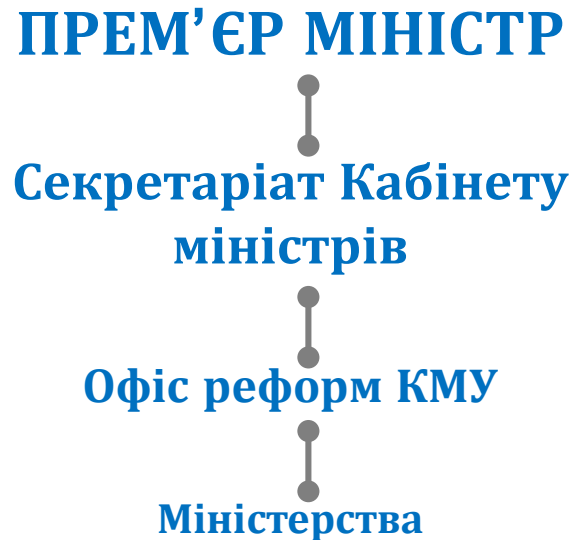 ПРЕМ’ЄР МІНІСТР
Секретаріат Кабінету
міністрів
Офіс реформ КМУ
Міністерства